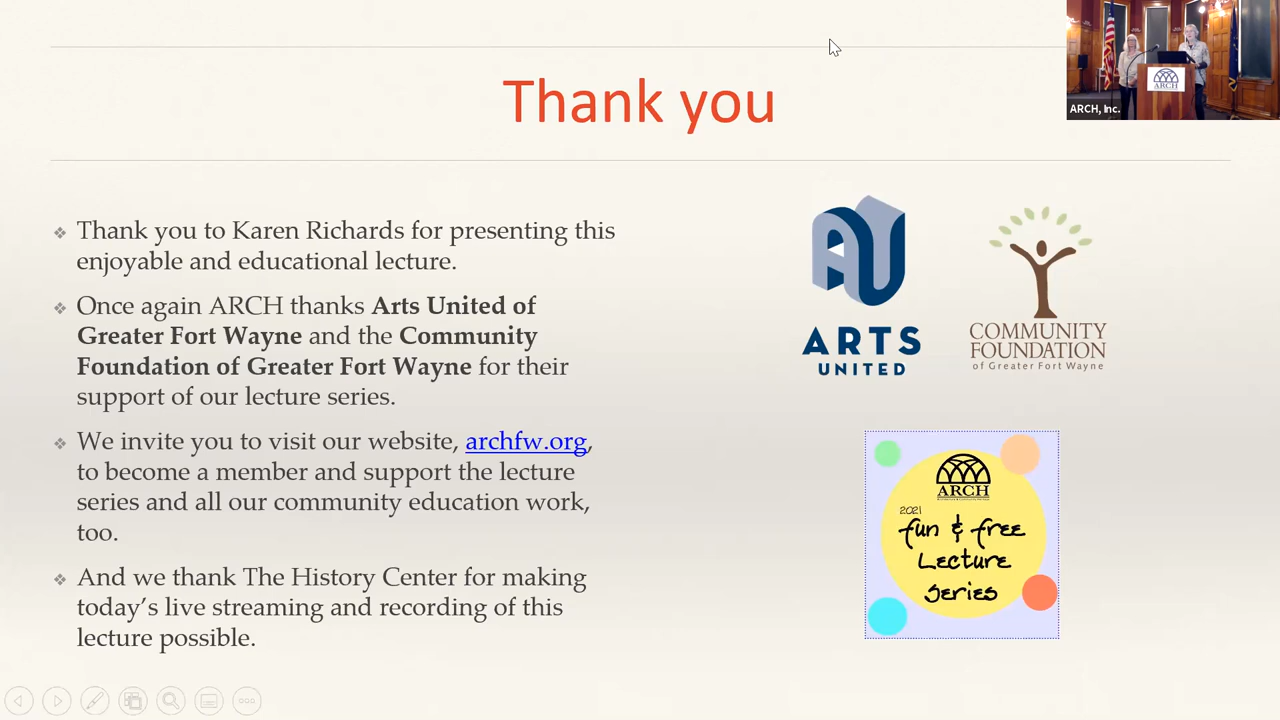 Thank you
ARCH
ARCH, Inc.
Thank you to Karen Richards for presenting this
enjoyable and educational lecture.
Once again ARCH thanks Arts United of
Greater Fort Wayne and the Community
Foundation of Greater Fort Wayne for their
support of our lecture series.
We invite you to visit our website, archfw.org,
to become a member and support the lecture
series and all our community education work,
too.
And we thank The History Center for making
today's live streaming and recording of this
lecture possible.
AU
ARTS
UNITED
COMMUNITY
FOUNDATION
of Greater Fort Wayne
ARCH
2021
fun & free
Lecture
Series